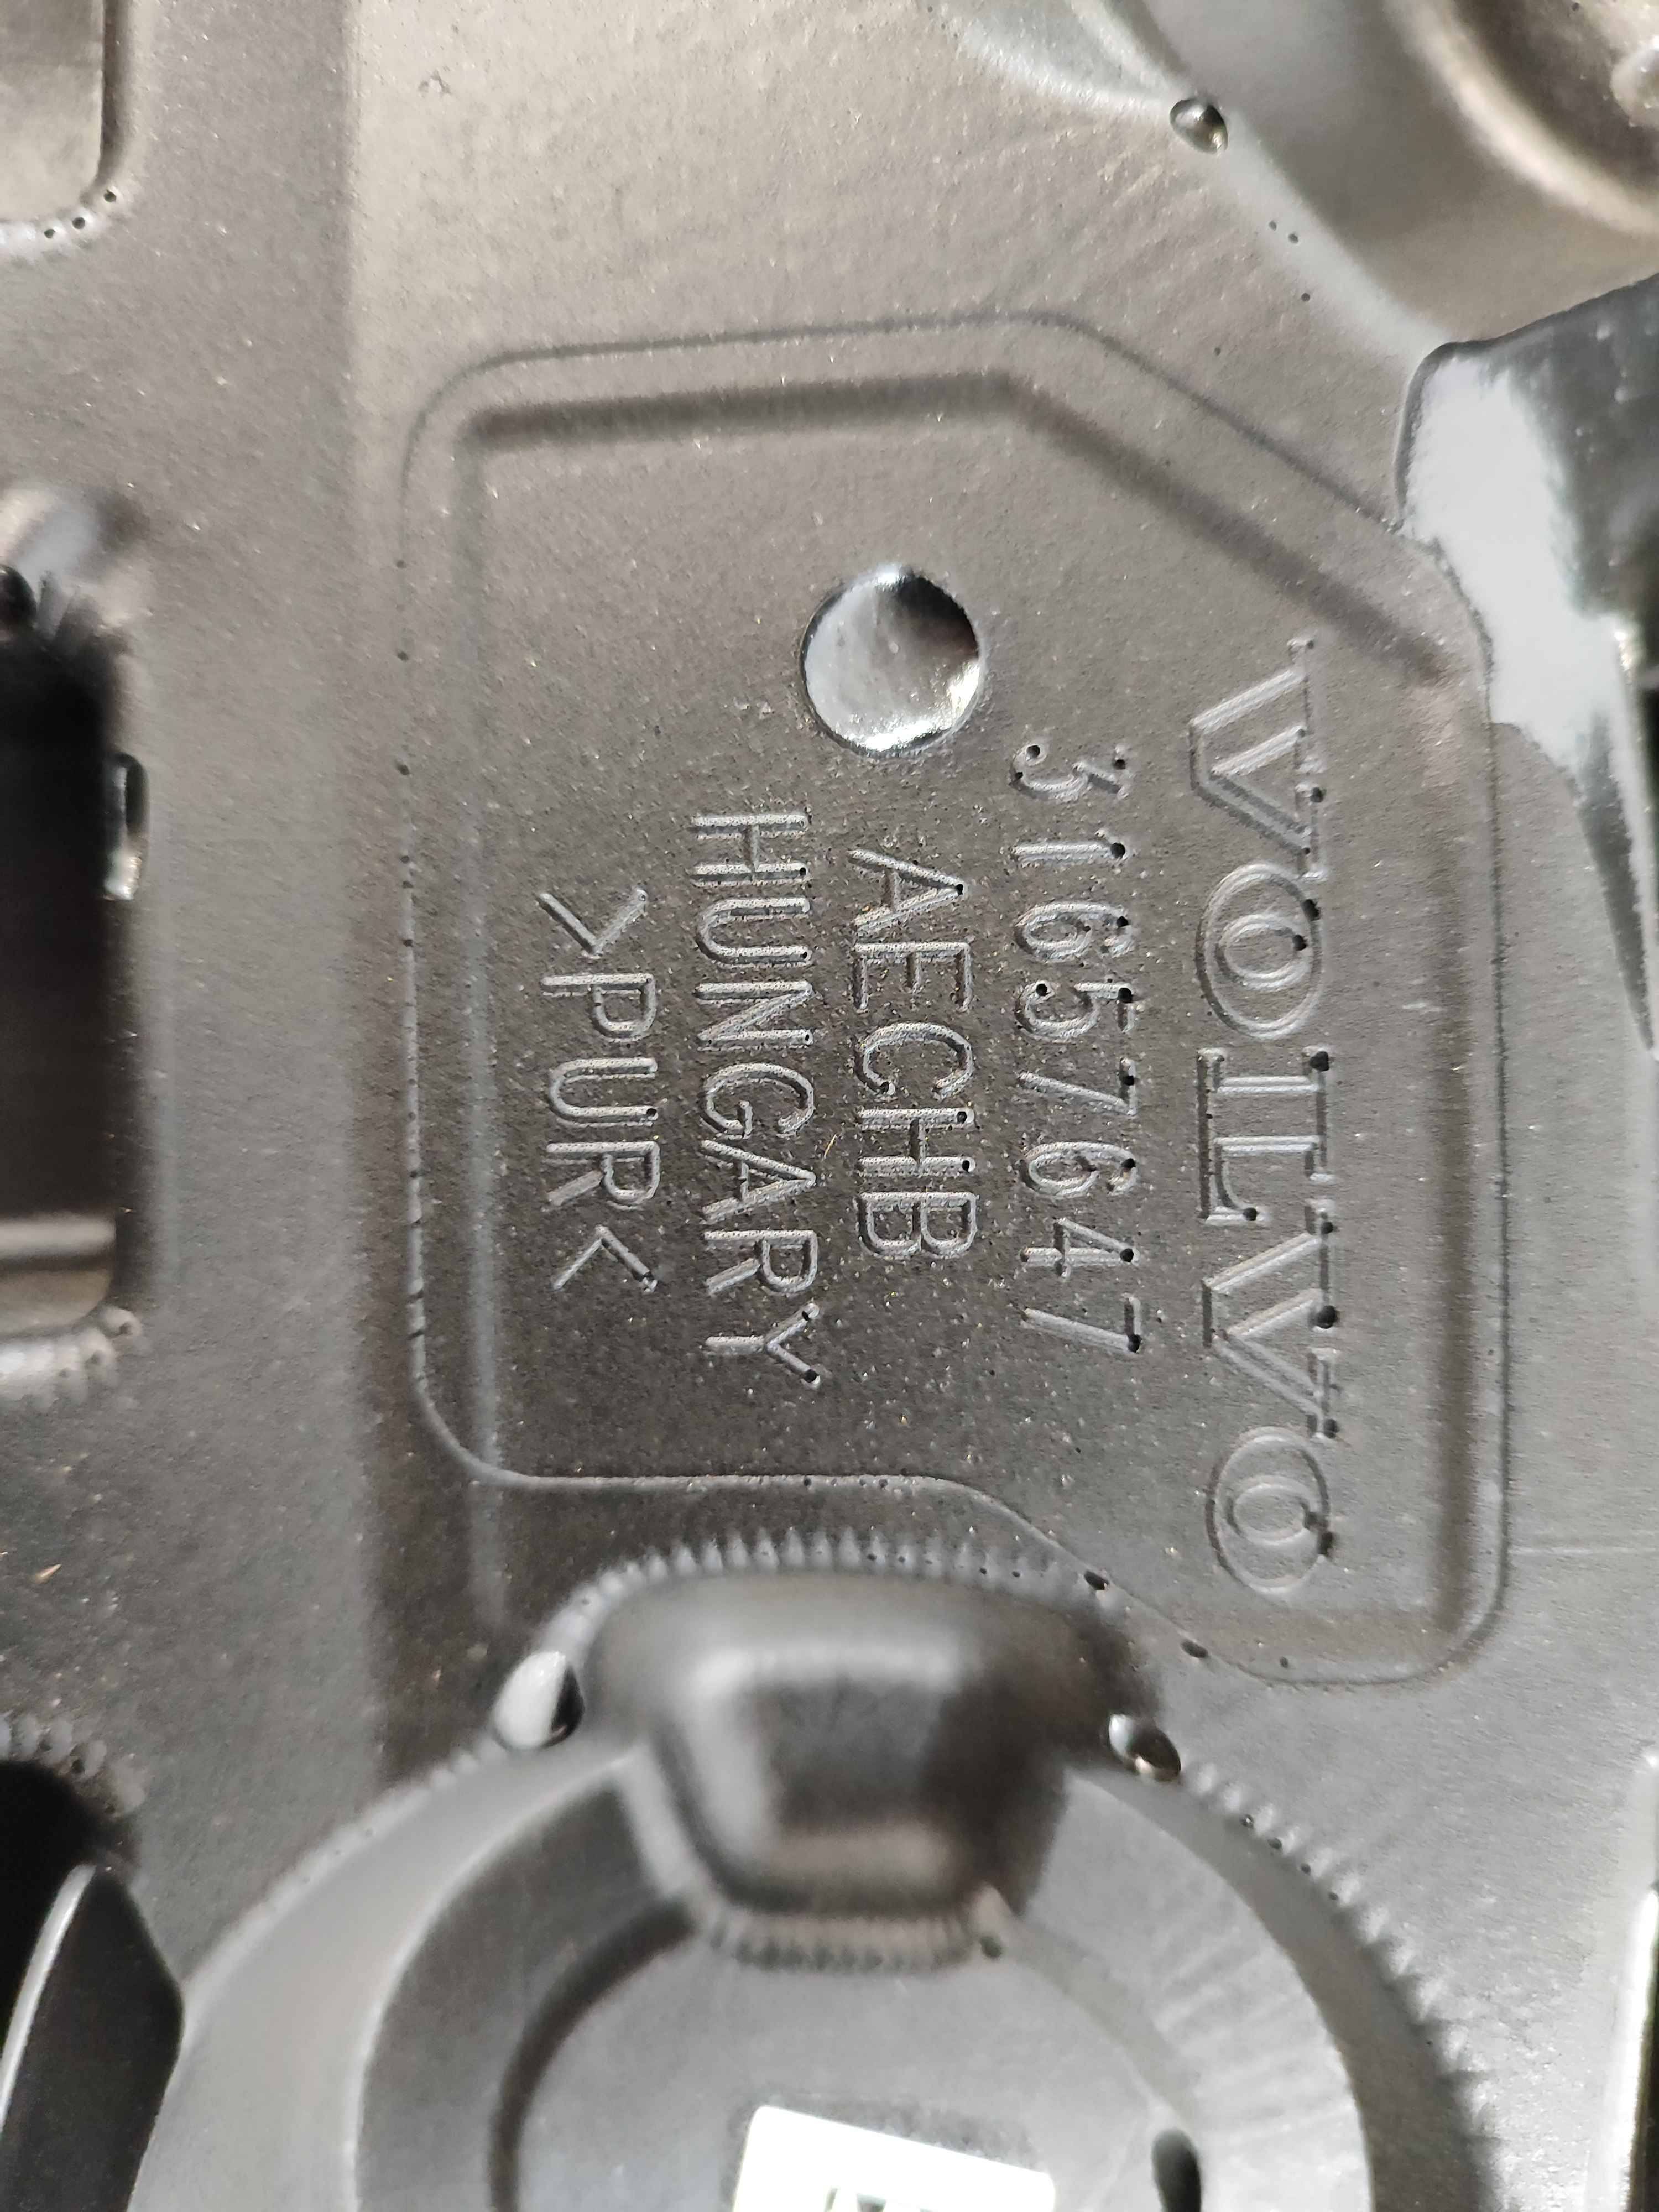 VOLVO
31657647
AECHB
HUNGARY
>PUR<